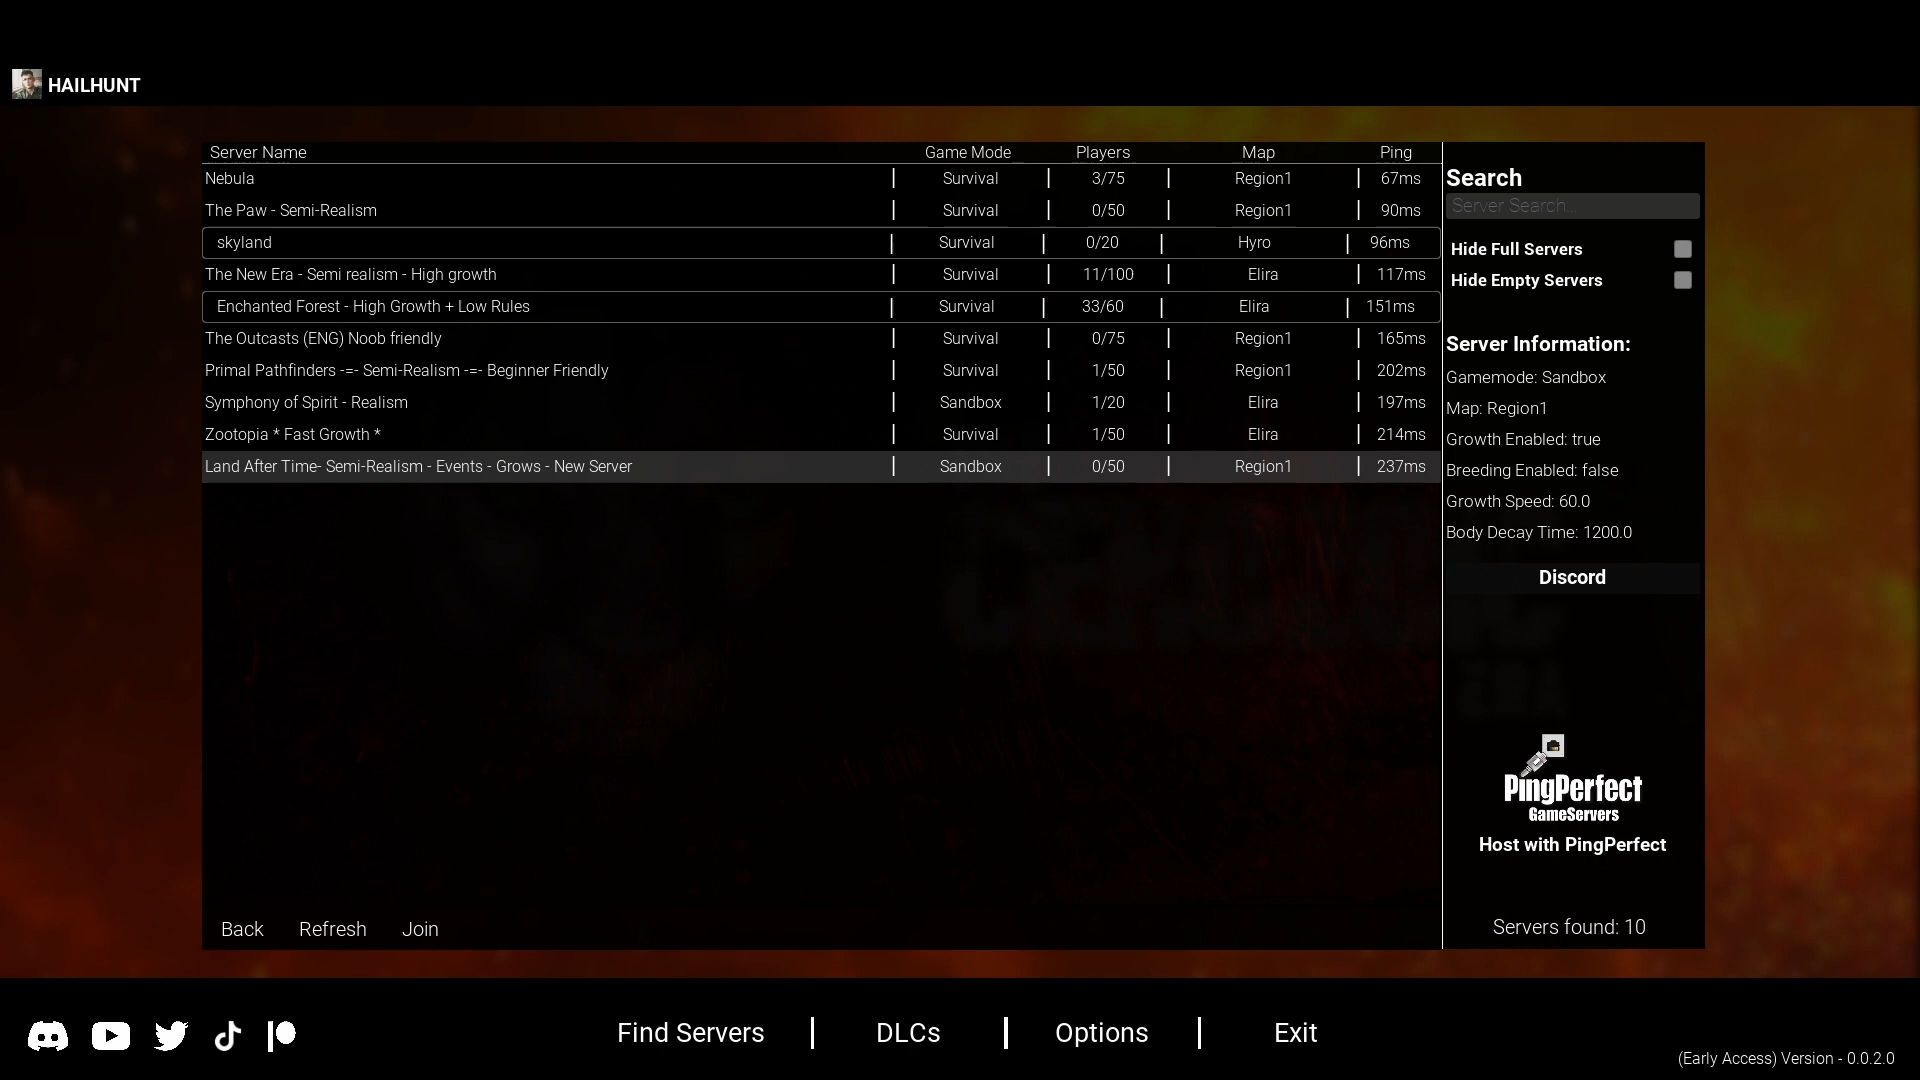 HAILHUNT
Server Name Game Mode Players Map Ping
Nebula Survival 3/75 Region1 67ms
The Paw - Semi-Realism Survival 0/50 Region1 90ms
skyland Survival 0/20 Hyro 96ms
The New Era - Semi realism - High growth Survival 11/100 Elira 117ms
Enchanted Forest - High Growth + Low Rules Survival 33/60 Elira 151ms
The Outcasts (ENG) Noob friendly Survival 0/75 Region1 165ms
Primal Pathfinders -=- Semi-Realism -=- Beginner Friendly Survival 1/50 Region1 202ms
Symphony of Spirit - Realism Sandbox 1/20 Elira 197ms
Zootopia * Fast Growth * Survival 1/50 Elira 214ms
Land After Time- Semi-Realism - Events - Grows - New Server Sandbox 0/50 Region1 237ms
Search
Server Search...
Hide Full Servers
Hide Empty Servers
Server Information:
Gamemode: Sandbox
Map: Region1
Growth Enabled: true
Breeding Enabled: false
Growth Speed: 60.0
Body Decay Time: 1200.0
Discord
PingPerfect
GameServers
Host with PingPerfect
Servers found: 10
Back Refresh Join
Find Servers | DLCs | Options | Exit
(Early Access) Version - 0.0.2.0